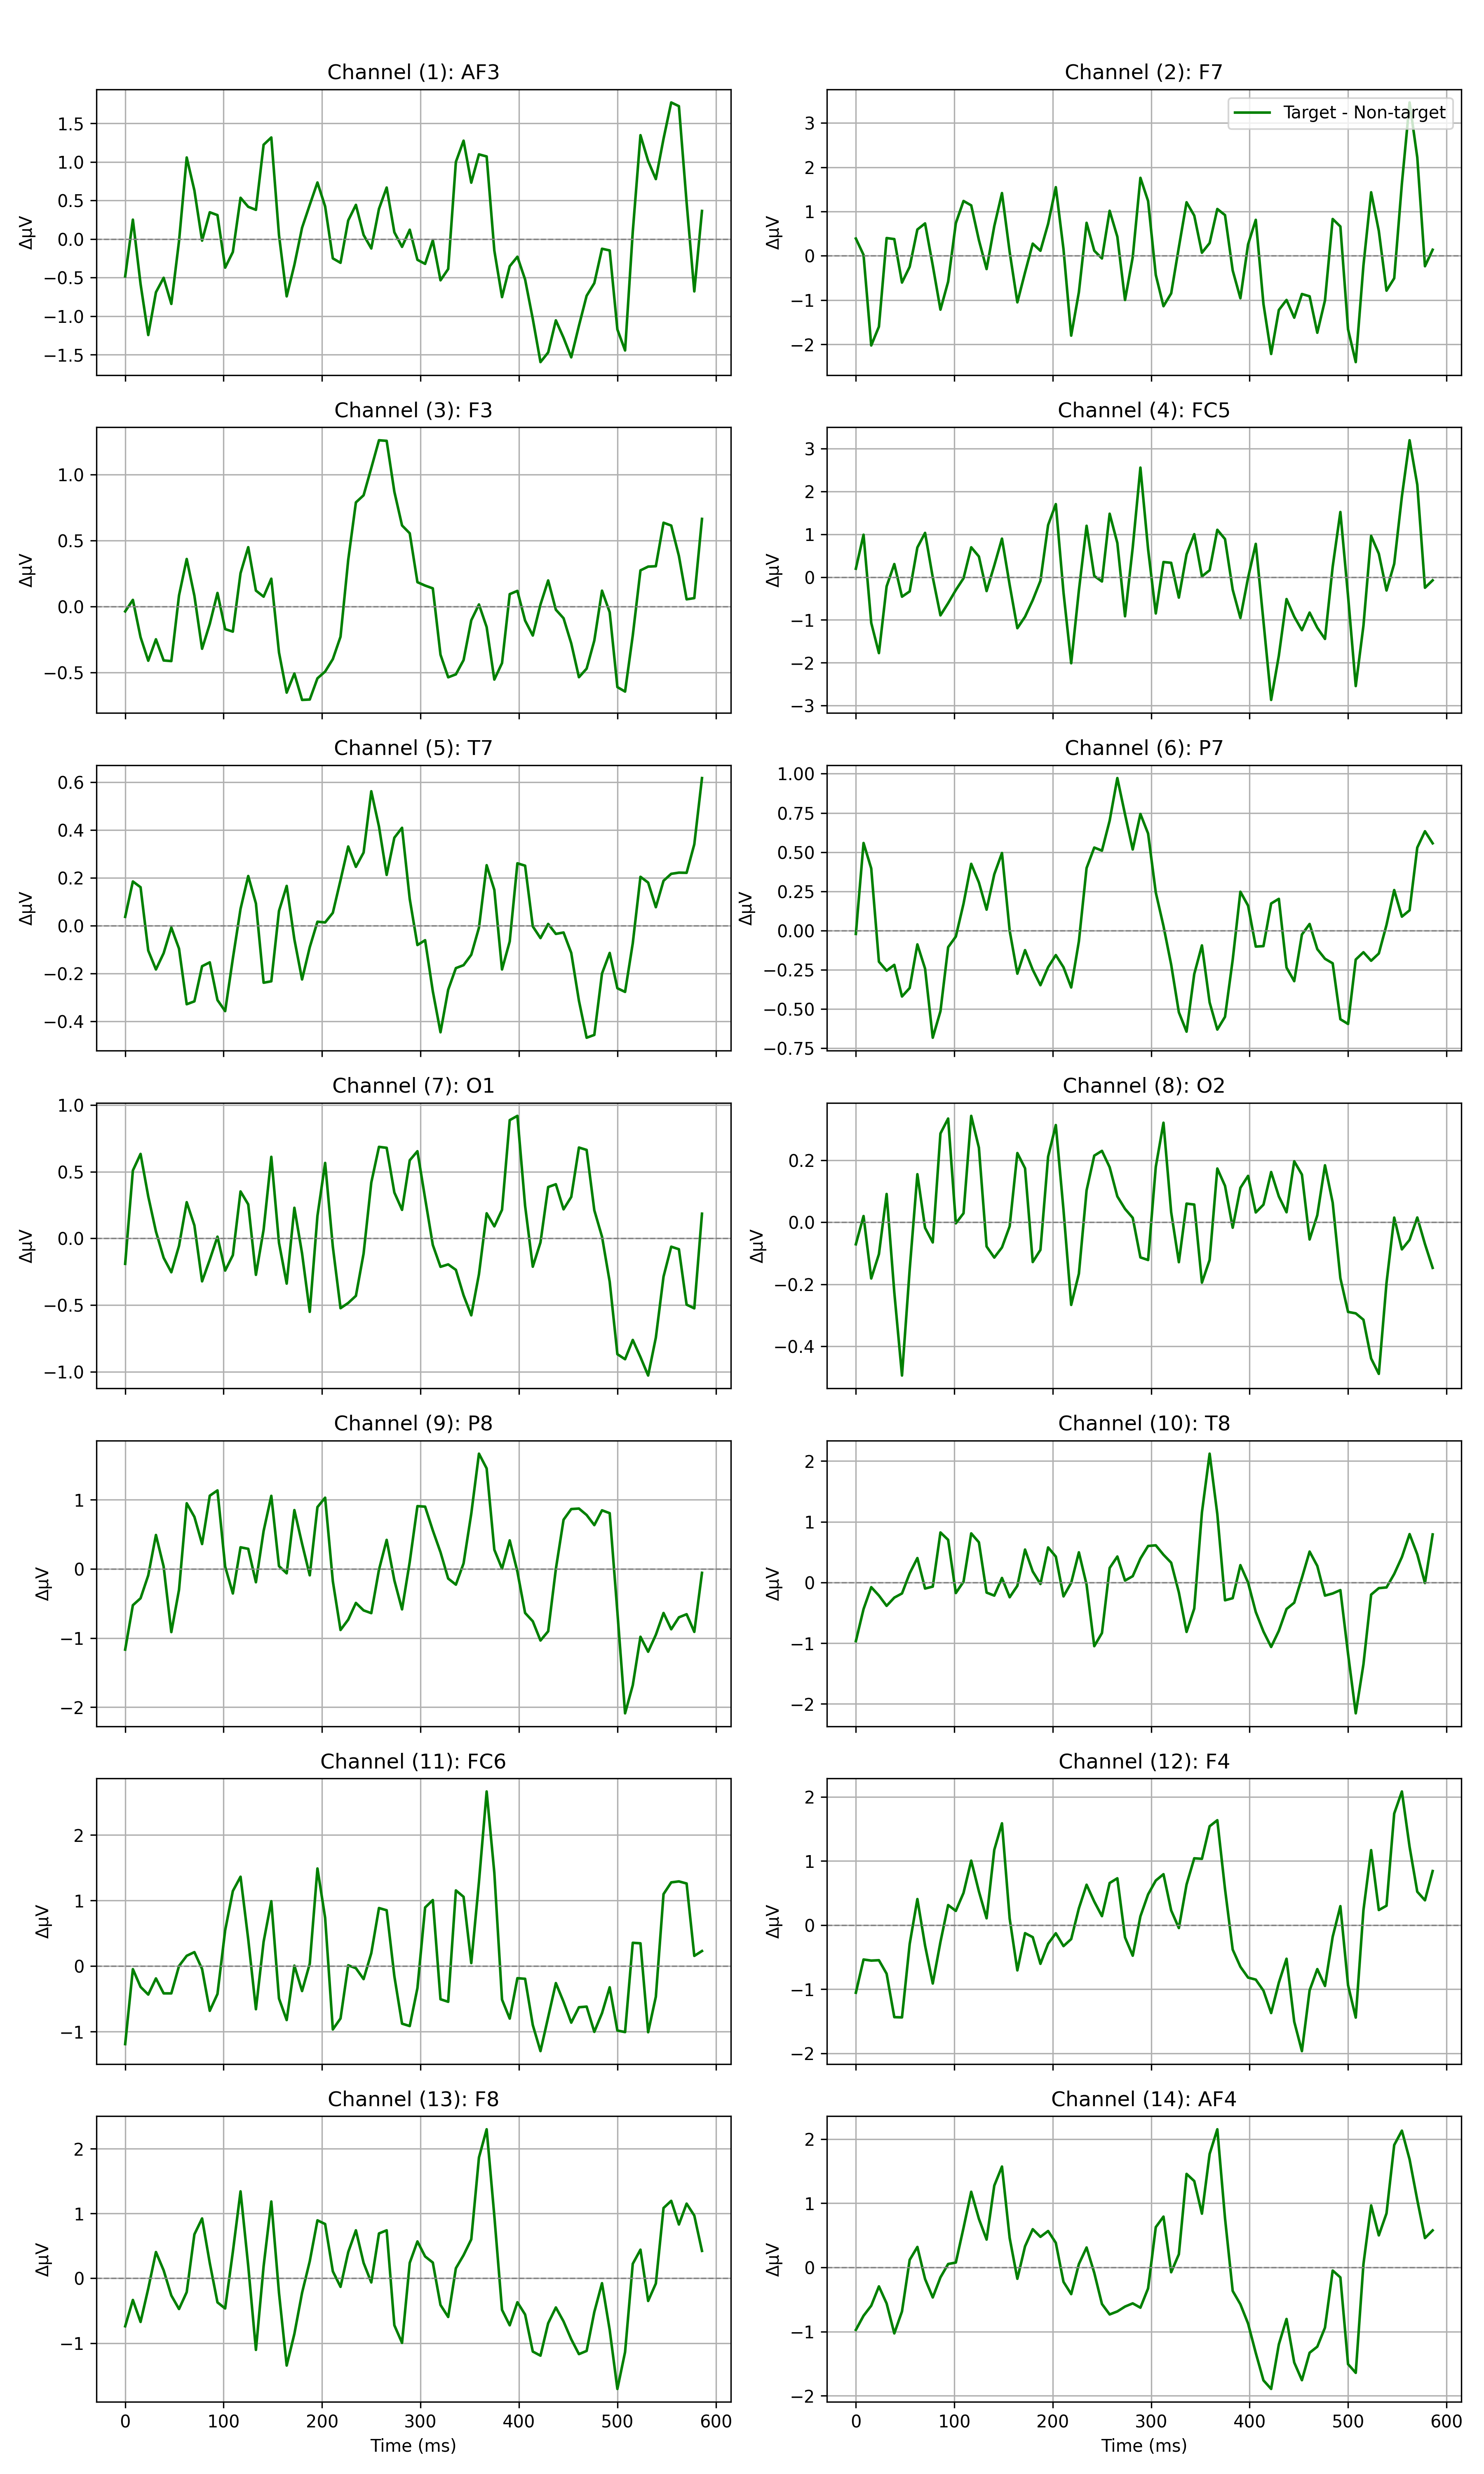 Channel (1): AF3
ΔµV
1.5
1.0
0.5
0.0
−0.5
−1.0
−1.5
Channel (2): F7
Target - Non-target
ΔµV
3
2
1
0
−1
−2
Channel (3): F3
ΔµV
1.0
0.5
0.0
−0.5
Channel (4): FC5
ΔµV
3
2
1
0
−1
−2
−3
Channel (5): T7
ΔµV
0.6
0.4
0.2
0.0
−0.2
−0.4
Channel (6): P7
ΔµV
1.00
0.75
0.50
0.25
0.00
−0.25
−0.50
−0.75
Channel (7): O1
ΔµV
1.0
0.5
0.0
−0.5
−1.0
Channel (8): O2
ΔµV
0.2
0.0
−0.2
−0.4
Channel (9): P8
ΔµV
1
0
−1
−2
Channel (10): T8
ΔµV
2
1
0
−1
−2
Channel (11): FC6
ΔµV
2
1
0
−1
Channel (12): F4
ΔµV
2
1
0
−1
−2
Channel (13): F8
ΔµV
2
1
0
−1
0 100 200 300 400 500 600
Time (ms)
Channel (14): AF4
ΔµV
2
1
0
−1
−2
0 100 200 300 400 500 600
Time (ms)